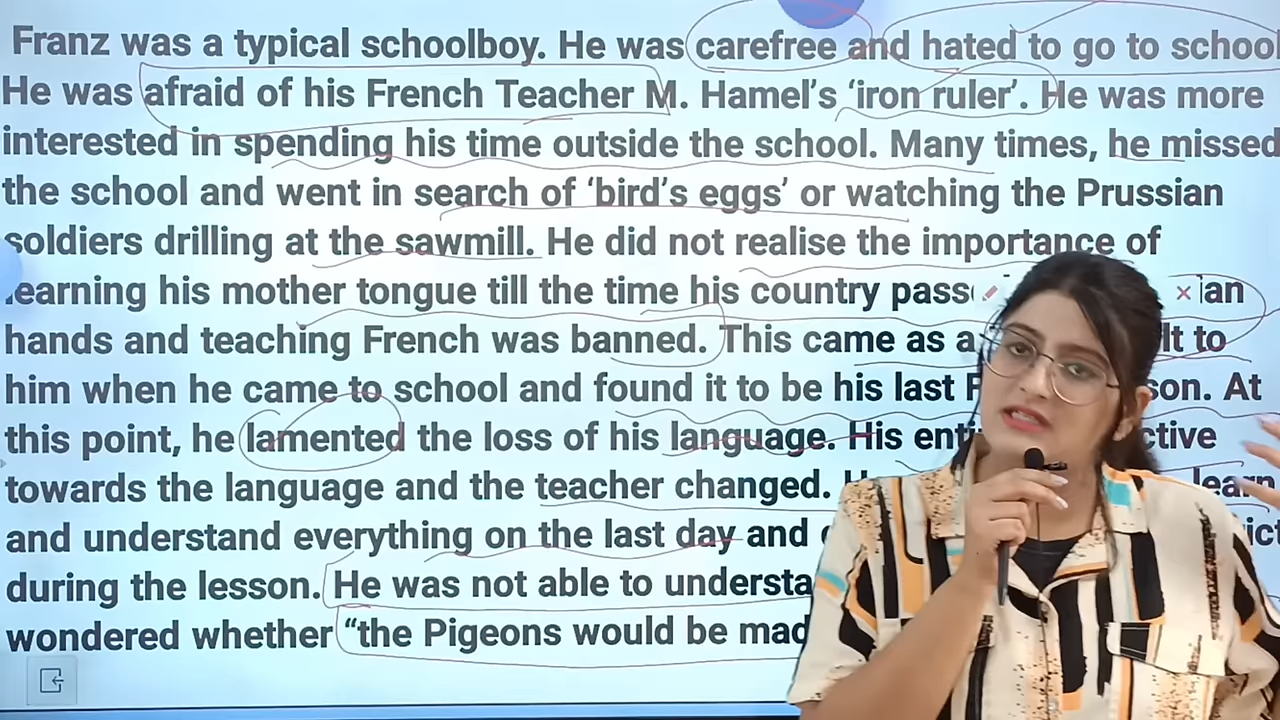 Franz was a typical schoolboy. He was carefree and hated to go to schoo
He was afraid of his French Teacher M. Hamel's 'iron ruler'. He was more
interested in spending his time outside the school. Many times, he missed
the school and went in search of 'bird's eggs' or watching the Prussian
soldiers drilling at the sawmill. He did not realise the importance of
learning his mother tongue till the time his country pass
hands and teaching French was banned. This came as a to
him when he came to school and found it to be his last son. At
this point, he lamented the loss of his language. His
towards the language and the teacher changed. learn
and understand everything on the last day and
during the lesson. He was not able to understa
wondered whether "the Pigeons would be mad